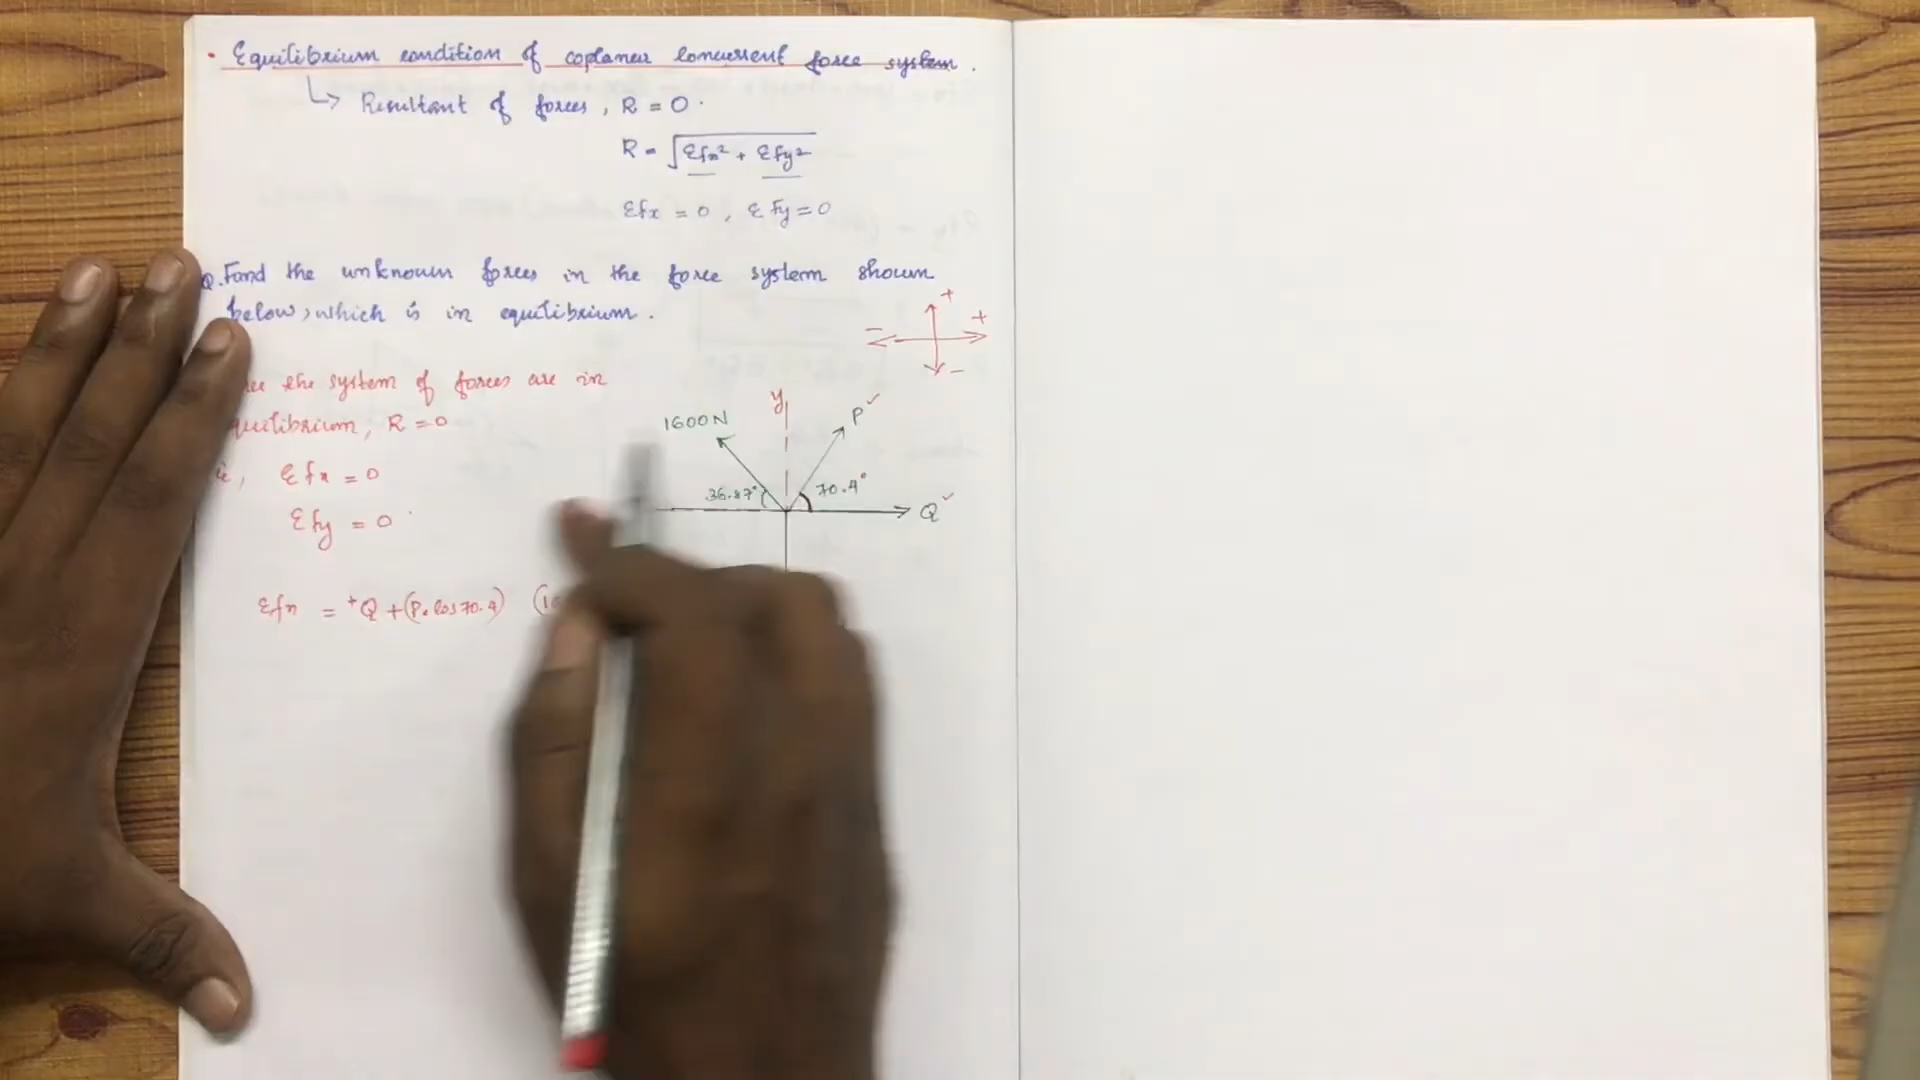 • Equilibrium condition of coplanar concurrent force system.
↳ Resultant of forces, R = 0.
R = √Σfx² + Σfy²
Σfx = 0, Σfy = 0
Q. Find the unknown forces in the force system shown
below, which is in equilibrium.
+
− +
−
the system of forces are in
equilibrium, R = 0
Σfx = 0
Σfy = 0
y
1600N
P ✓
36.87°
70.4°
Q ✓
Σfx = +Q + (P. cos 70.4)